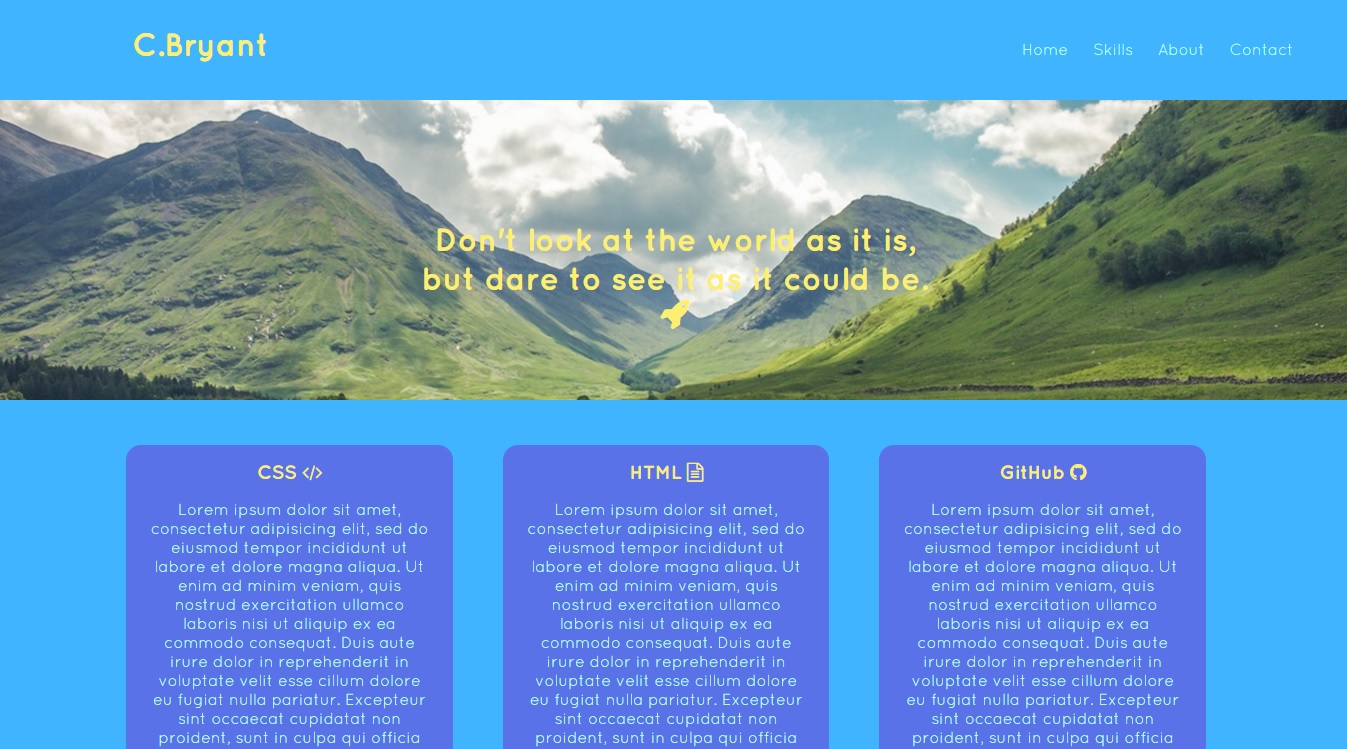 C.Bryant
Home Skills About Contact
Don't look at the world as it is,
but dare to see it as it could be.
CSS
Lorem ipsum dolor sit amet,
consectetur adipisicing elit, sed do
eiusmod tempor incididunt ut
labore et dolore magna aliqua. Ut
enim ad minim veniam, quis
nostrud exercitation ullamco
laboris nisi ut aliquip ex ea
commodo consequat. Duis aute
irure dolor in reprehenderit in
voluptate velit esse cillum dolore
eu fugiat nulla pariatur. Excepteur
sint occaecat cupidatat non
proident, sunt in culpa qui officia
HTML
Lorem ipsum dolor sit amet,
consectetur adipisicing elit, sed do
eiusmod tempor incididunt ut
labore et dolore magna aliqua. Ut
enim ad minim veniam, quis
nostrud exercitation ullamco
laboris nisi ut aliquip ex ea
commodo consequat. Duis aute
irure dolor in reprehenderit in
voluptate velit esse cillum dolore
eu fugiat nulla pariatur. Excepteur
sint occaecat cupidatat non
proident, sunt in culpa qui officia
GitHub
Lorem ipsum dolor sit amet,
consectetur adipisicing elit, sed do
eiusmod tempor incididunt ut
labore et dolore magna aliqua. Ut
enim ad minim veniam, quis
nostrud exercitation ullamco
laboris nisi ut aliquip ex ea
commodo consequat. Duis aute
irure dolor in reprehenderit in
voluptate velit esse cillum dolore
eu fugiat nulla pariatur. Excepteur
sint occaecat cupidatat non
proident, sunt in culpa qui officia